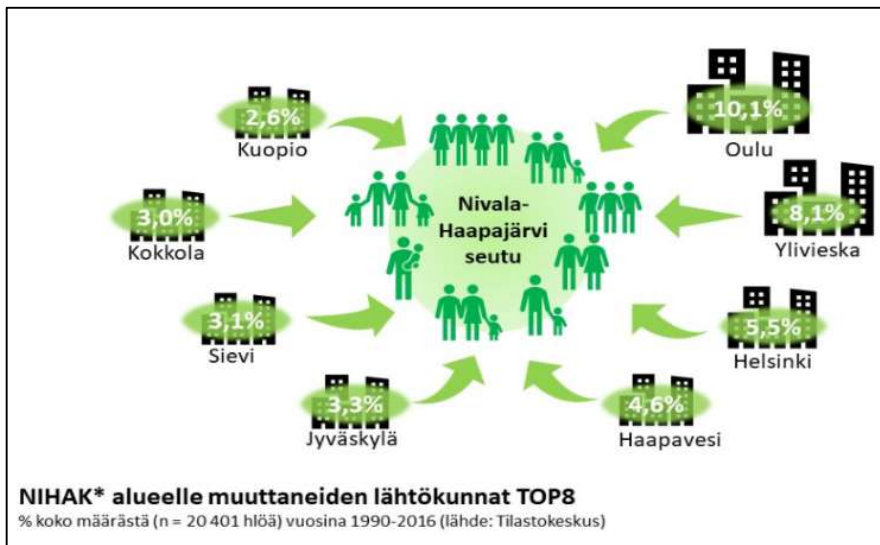 2,6%
Kuopio
3,0%
Kokkola
3,1%
Sievi
3,3%
Jyväskylä
Nivala-
Haapajärvi
seutu
10,1%
Oulu
8,1%
Ylivieska
5,5%
Helsinki
4,6%
Haapavesi
NIHAK* alueelle muuttaneiden lähtökunnat TOP8
% koko määrästä (n = 20 401 hlöä) vuosina 1990-2016 (lähde: Tilastokeskus)